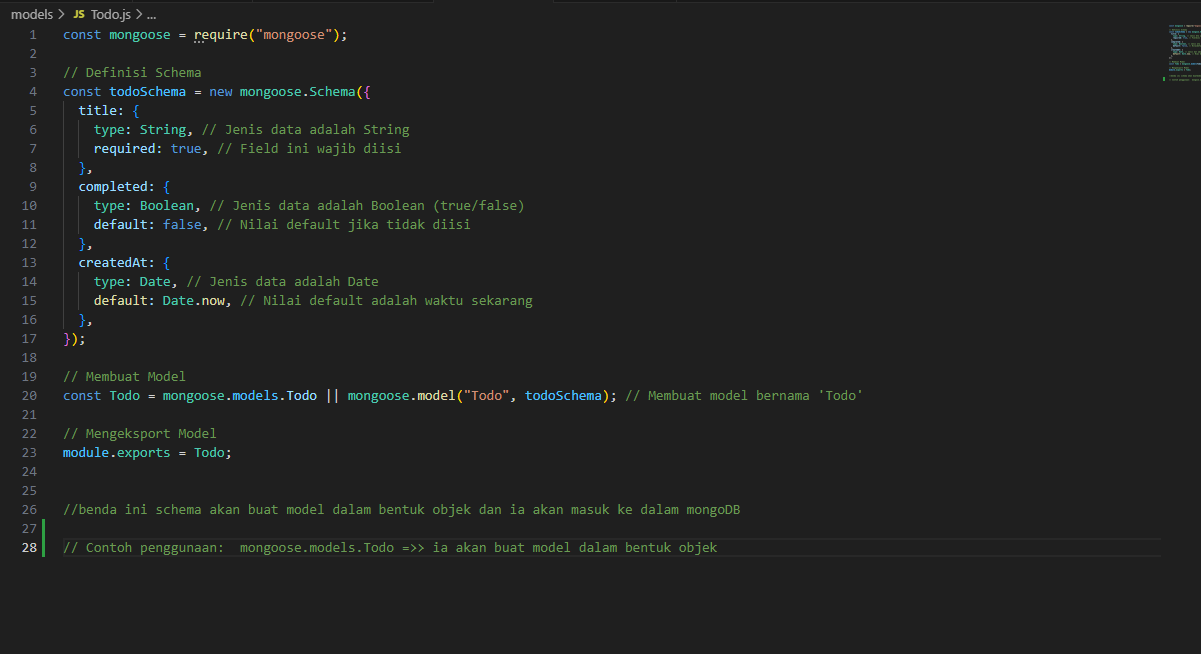 models > JS Todo.js > ...
1 const mongoose = require("mongoose");
2
3 // Definisi Schema
4 const todoSchema = new mongoose.Schema({
5   title: {
6     type: String, // Jenis data adalah String
7     required: true, // Field ini wajib diisi
8   },
9   completed: {
10     type: Boolean, // Jenis data adalah Boolean (true/false)
11     default: false, // Nilai default jika tidak diisi
12   },
13   createdAt: {
14     type: Date, // Jenis data adalah Date
15     default: Date.now, // Nilai default adalah waktu sekarang
16   },
17 });
18
19 // Membuat Model
20 const Todo = mongoose.models.Todo || mongoose.model("Todo", todoSchema); // Membuat model bernama 'Todo'
21
22 // Mengeksport Model
23 module.exports = Todo;
24
25
26 //benda ini schema akan buat model dalam bentuk objek dan ia akan masuk ke dalam mongoDB
27
28 // Contoh penggunaan:  mongoose.models.Todo =>> ia akan buat model dalam bentuk objek